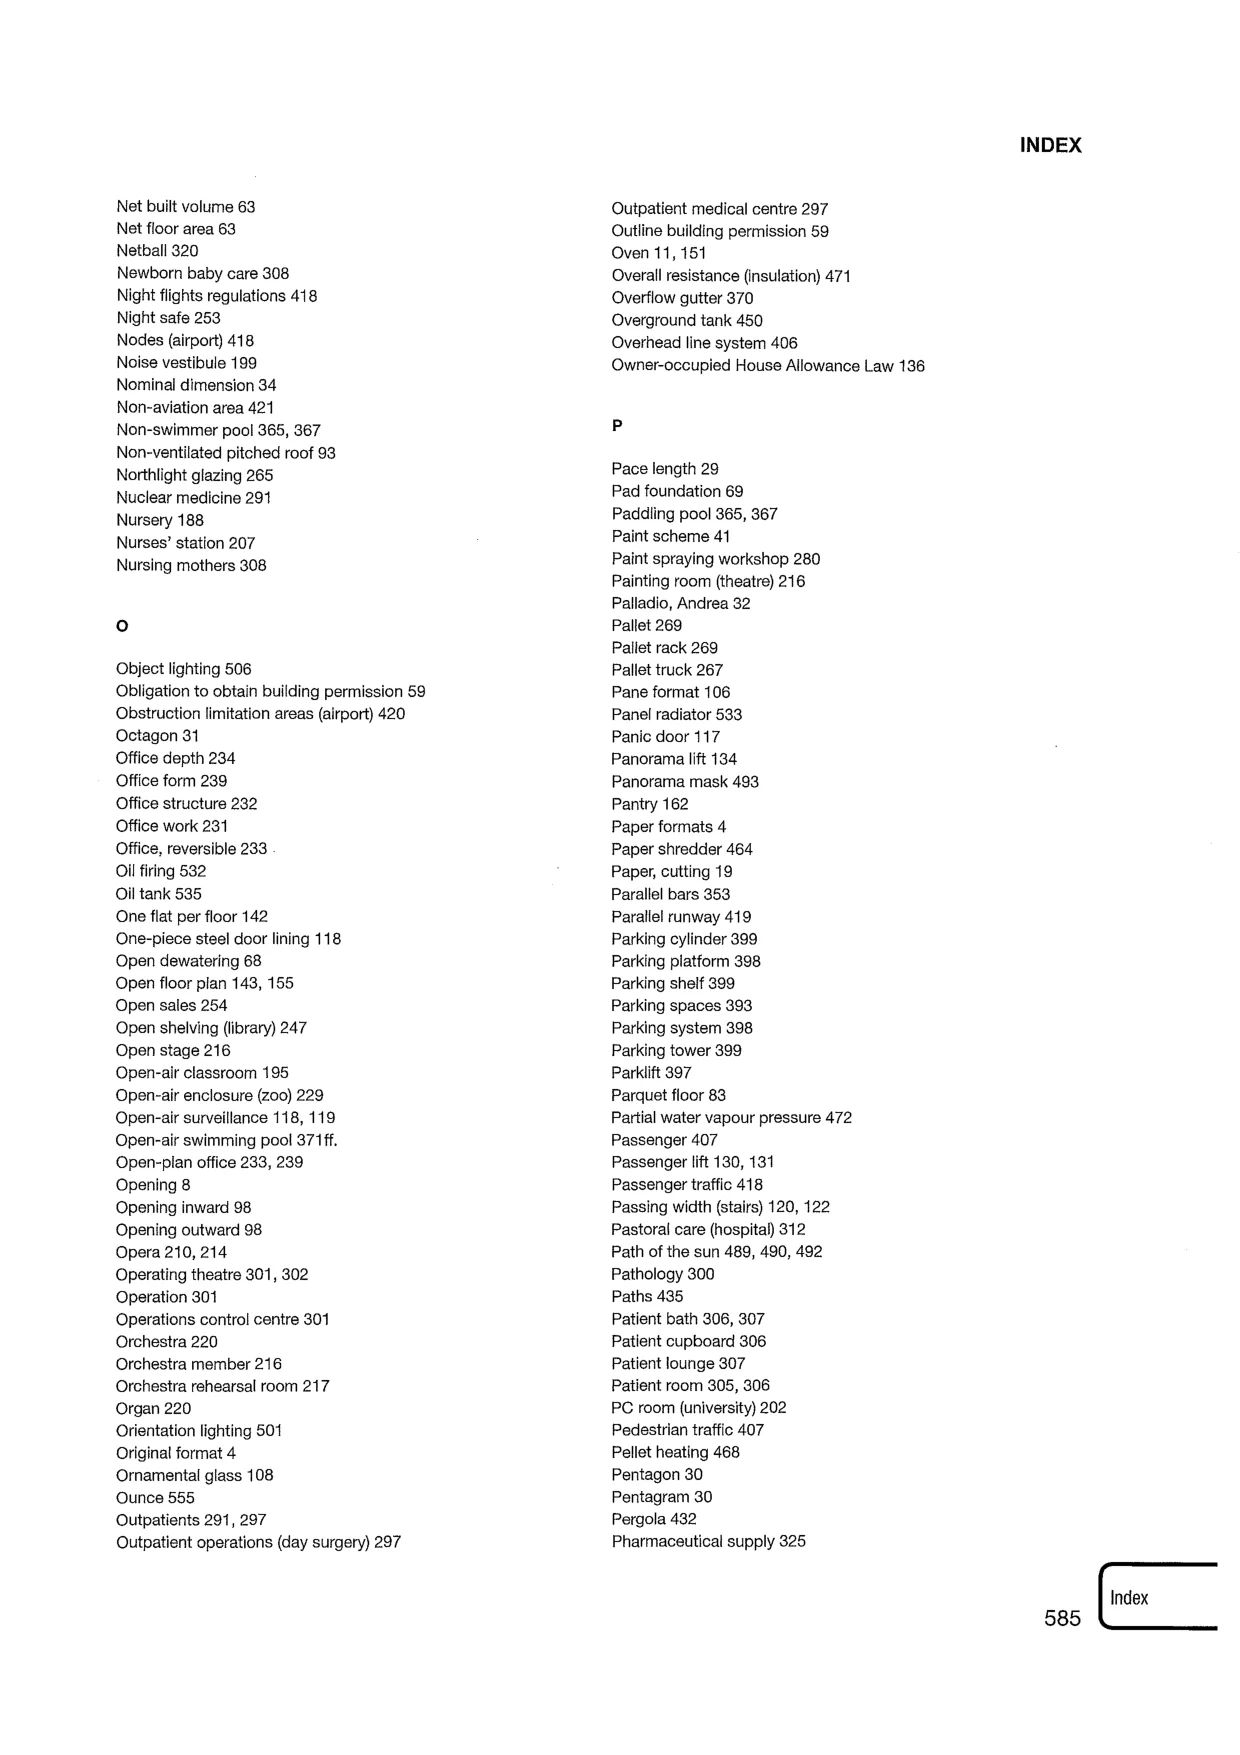 INDEX
Net built volume 63
Net floor area 63
Netball 320
Newborn baby care 308
Night flights regulations 418
Night safe 253
Nodes (airport) 418
Noise vestibule 199
Nominal dimension 34
Non-aviation area 421
Non-swimmer pool 365, 367
Non-ventilated pitched roof 93
Northlight glazing 265
Nuclear medicine 291
Nursery 188
Nurses' station 207
Nursing mothers 308
O
Object lighting 506
Obligation to obtain building permission 59
Obstruction limitation areas (airport) 420
Octagon 31
Office depth 234
Office form 239
Office structure 232
Office work 231
Office, reversible 233
Oil firing 532
Oil tank 535
One flat per floor 142
One-piece steel door lining 118
Open dewatering 68
Open floor plan 143, 155
Open sales 254
Open shelving (library) 247
Open stage 216
Open-air classroom 195
Open-air enclosure (zoo) 229
Open-air surveillance 118, 119
Open-air swimming pool 371ff.
Open-plan office 233, 239
Opening 8
Opening inward 98
Opening outward 98
Opera 210, 214
Operating theatre 301, 302
Operation 301
Operations control centre 301
Orchestra 220
Orchestra member 216
Orchestra rehearsal room 217
Organ 220
Orientation lighting 501
Original format 4
Ornamental glass 108
Ounce 555
Outpatients 291, 297
Outpatient operations (day surgery) 297
Outpatient medical centre 297
Outline building permission 59
Oven 11, 151
Overall resistance (insulation) 471
Overflow gutter 370
Overground tank 450
Overhead line system 406
Owner-occupied House Allowance Law 136
P
Pace length 29
Pad foundation 69
Paddling pool 365, 367
Paint scheme 41
Paint spraying workshop 280
Painting room (theatre) 216
Palladio, Andrea 32
Pallet 269
Pallet rack 269
Pallet truck 267
Pane format 106
Panel radiator 533
Panic door 117
Panorama lift 134
Panorama mask 493
Pantry 162
Paper formats 4
Paper shredder 464
Paper, cutting 19
Parallel bars 353
Parallel runway 419
Parking cylinder 399
Parking platform 398
Parking shelf 399
Parking spaces 393
Parking system 398
Parking tower 399
Parklift 397
Parquet floor 83
Partial water vapour pressure 472
Passenger 407
Passenger lift 130, 131
Passenger traffic 418
Passing width (stairs) 120, 122
Pastoral care (hospital) 312
Path of the sun 489, 490, 492
Pathology 300
Paths 435
Patient bath 306, 307
Patient cupboard 306
Patient lounge 307
Patient room 305, 306
PC room (university) 202
Pedestrian traffic 407
Pellet heating 468
Pentagon 30
Pentagram 30
Pergola 432
Pharmaceutical supply 325
Index
585